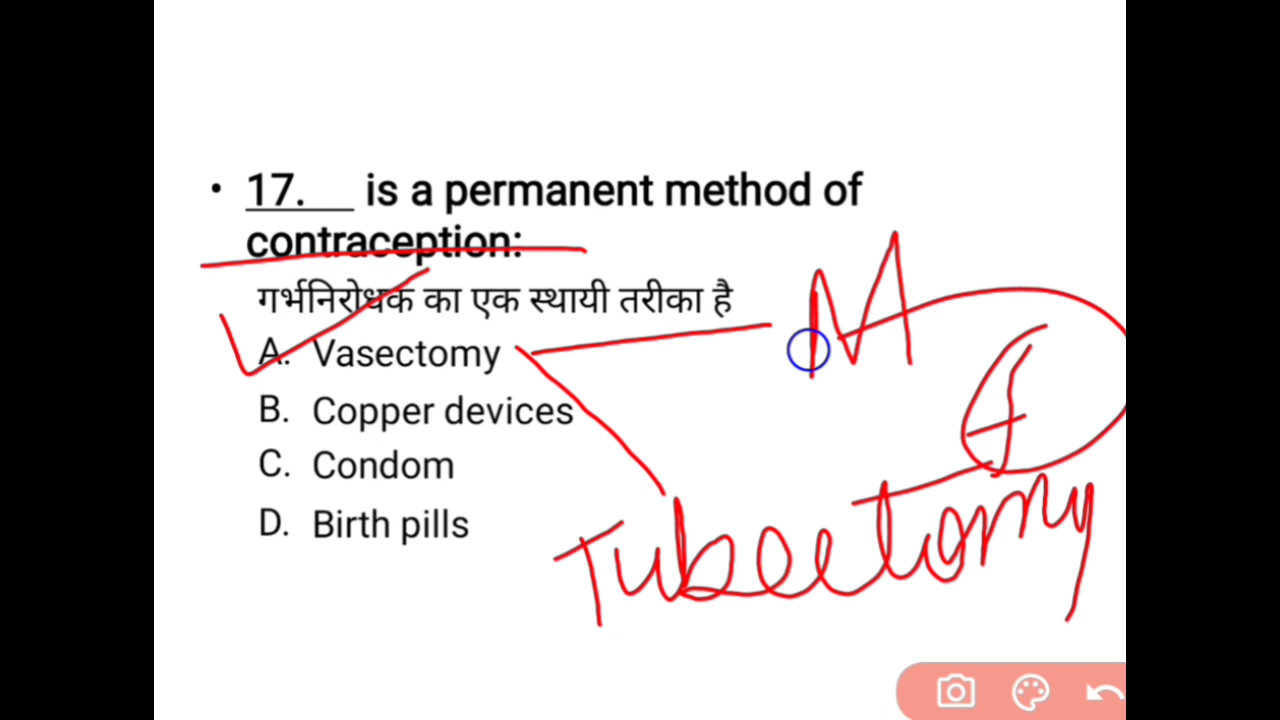 • 17.___ is a permanent method of
contraception:
गर्भनिरोधक का एक स्थायी तरीका है
A. Vasectomy
B. Copper devices
C. Condom
D. Birth pills
M
f
Tubectomy